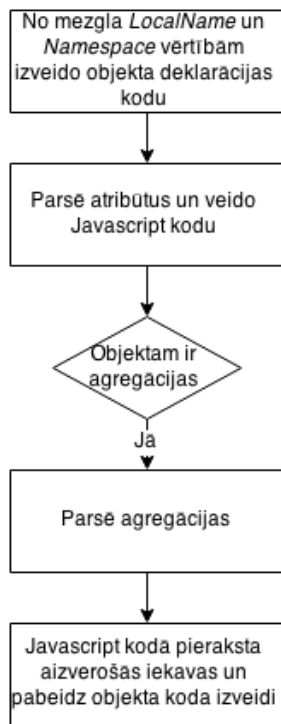 No mezgla LocalName un
Namespace vērtībām
izveido objekta deklarācijas
kodu
Parsē atribūtus un veido
Javascript kodu
Objektam ir
agregācijas
Jā
Parsē agregācijas
Javascript kodā pieraksta
aizverošās iekavas un
pabeidz objekta koda izveidi